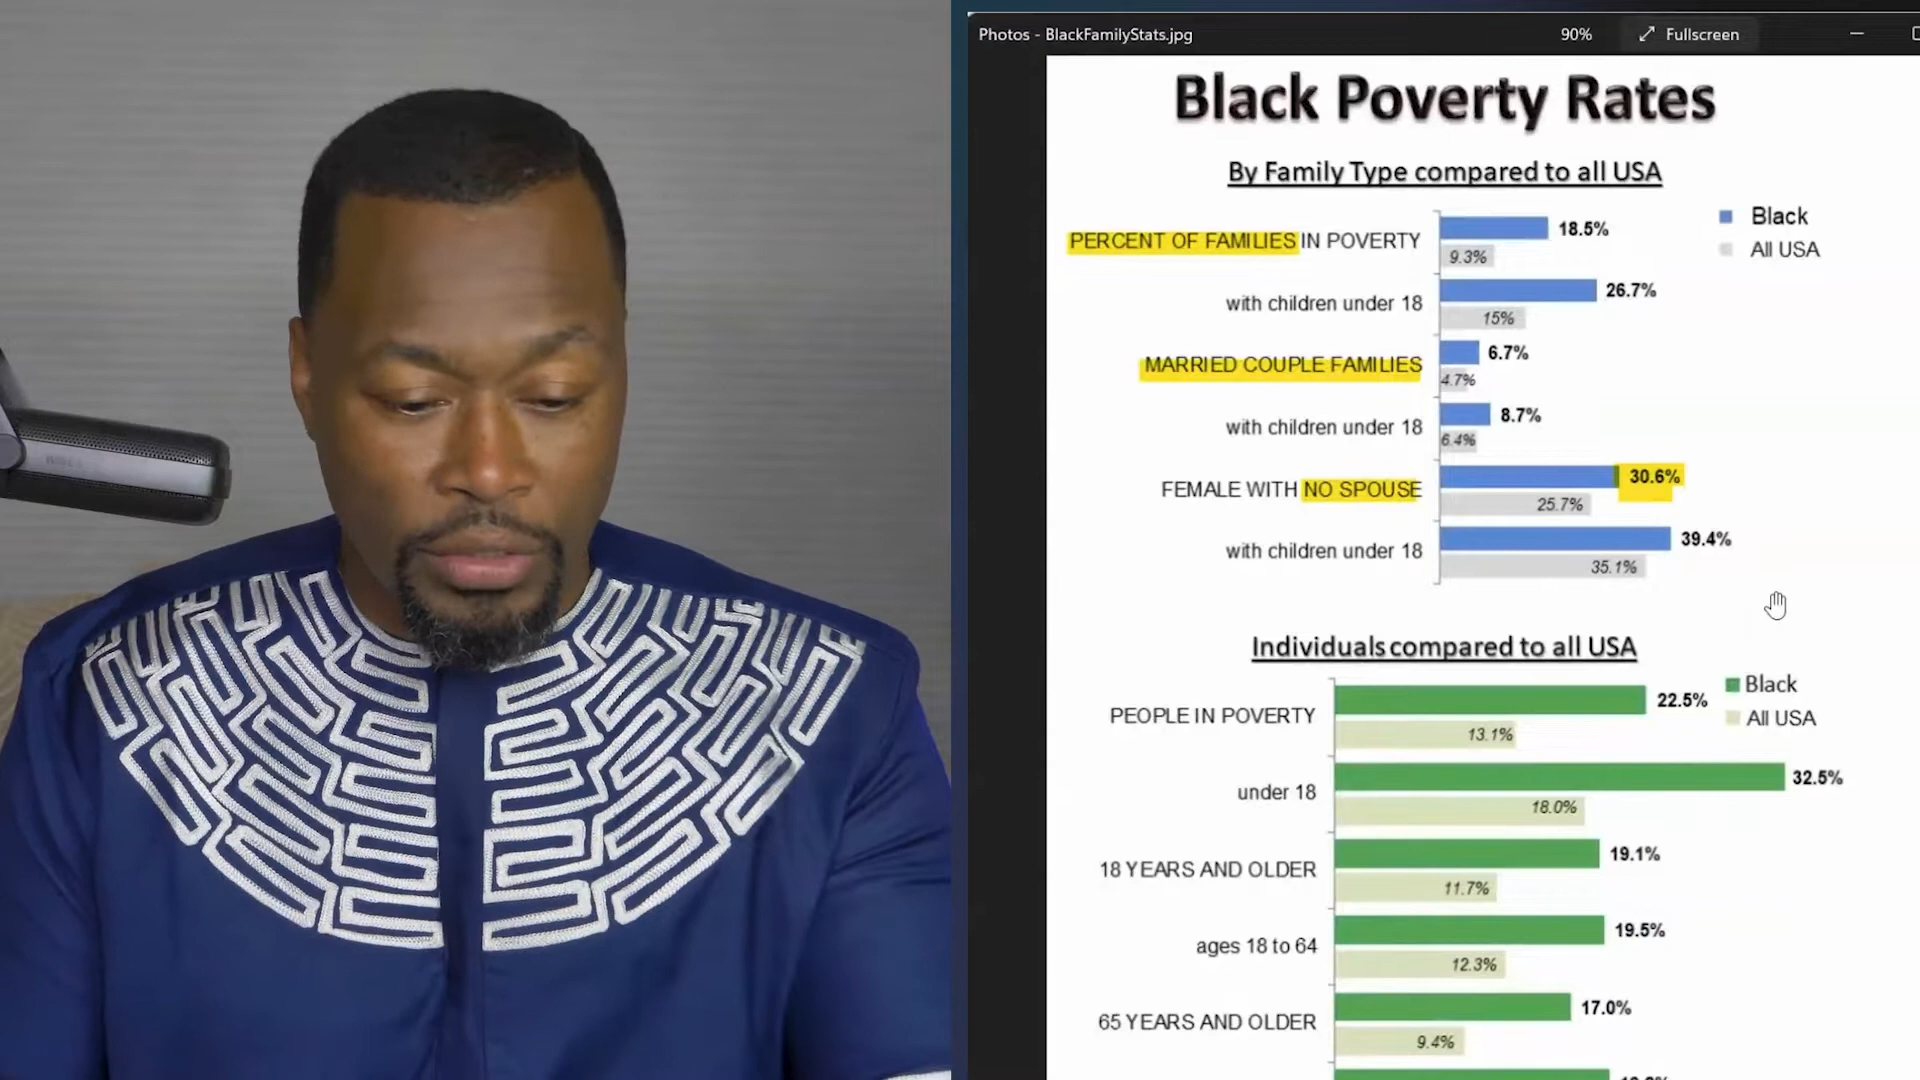 Photos - BlackFamilyStats.jpg
90%
Fullscreen
Black Poverty Rates
By Family Type compared to all USA
Black
All USA
PERCENT OF FAMILIES IN POVERTY
18.5%
9.3%
with children under 18
26.7%
15%
MARRIED COUPLE FAMILIES
6.7%
4.7%
with children under 18
8.7%
6.4%
FEMALE WITH NO SPOUSE
30.6%
25.7%
with children under 18
39.4%
35.1%
Individuals compared to all USA
Black
All USA
PEOPLE IN POVERTY
22.5%
13.1%
under 18
32.5%
18.0%
18 YEARS AND OLDER
19.1%
11.7%
ages 18 to 64
19.5%
12.3%
65 YEARS AND OLDER
17.0%
9.4%